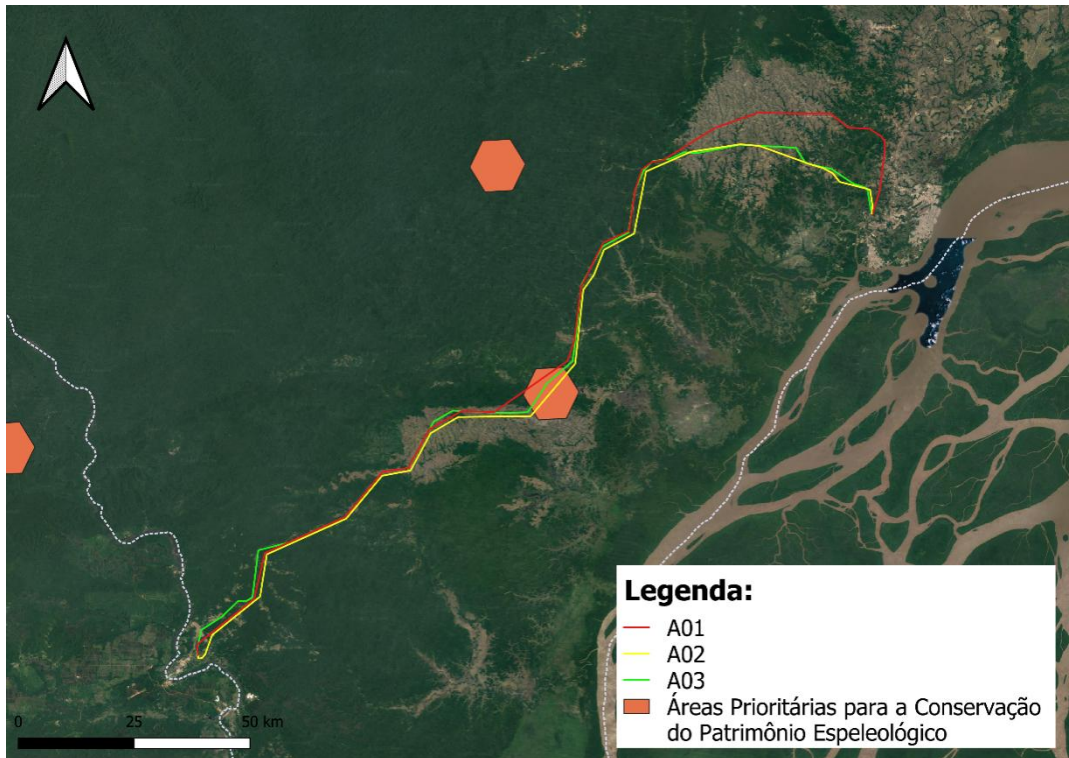 Legenda:
A01
A02
A03
Áreas Prioritárias para a Conservação
do Patrimônio Espeleológico
0 25 50 km